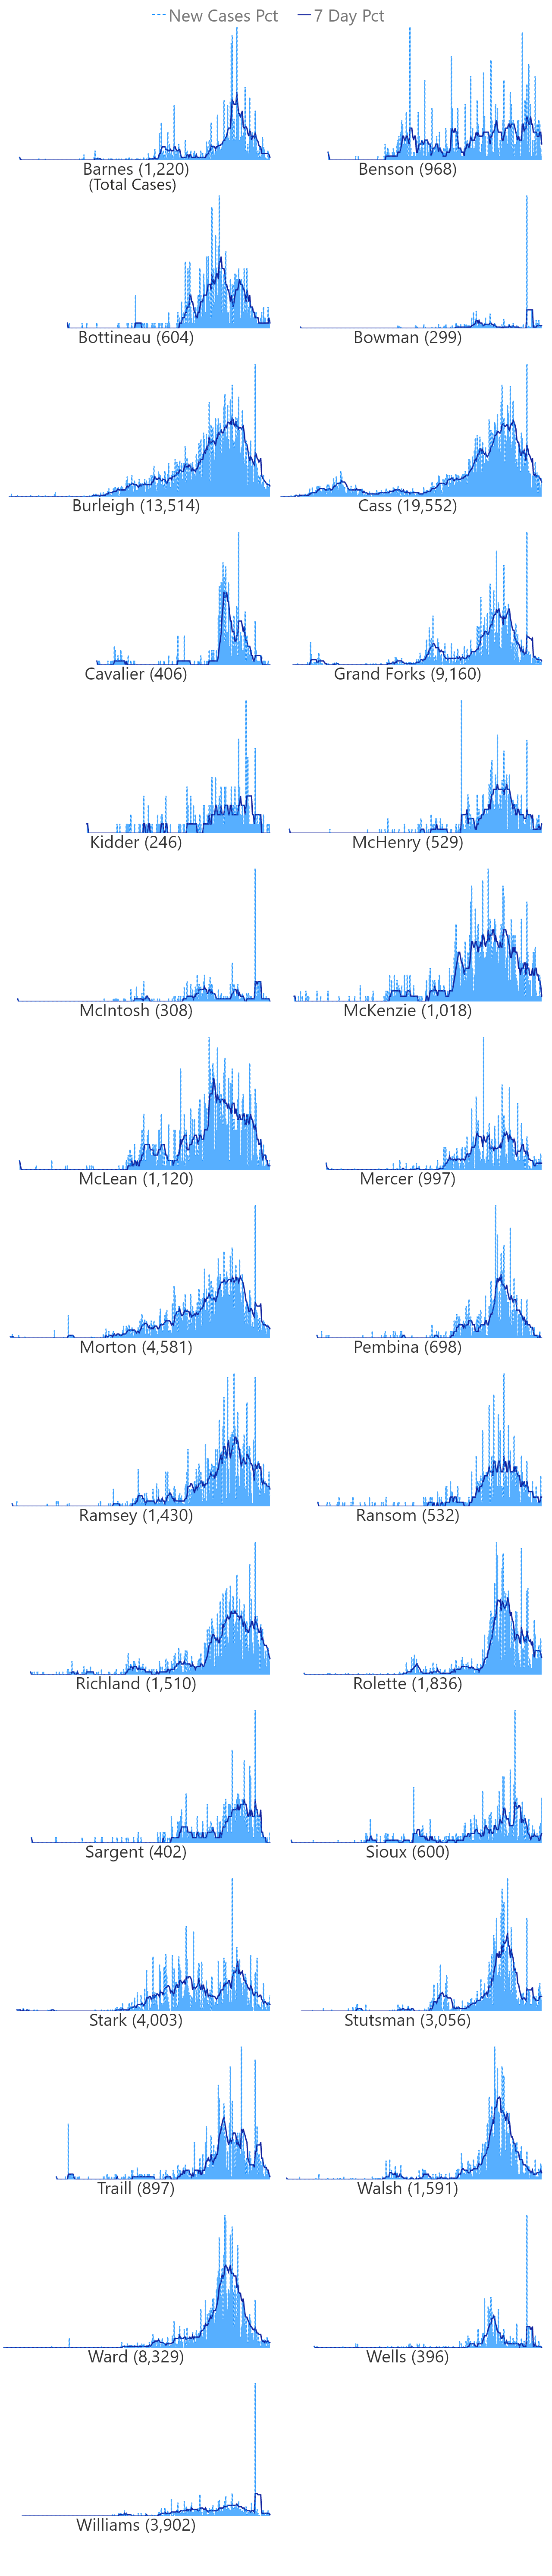 New Cases Pct 7 Day Pct
Barnes (1,220) Benson (968)
(Total Cases)
Bottineau (604) Bowman (299)
Burleigh (13,514) Cass (19,552)
Cavalier (406) Grand Forks (9,160)
Kidder (246) McHenry (529)
McIntosh (308) McKenzie (1,018)
McLean (1,120) Mercer (997)
Morton (4,581) Pembina (698)
Ramsey (1,430) Ransom (532)
Richland (1,510) Rolette (1,836)
Sargent (402) Sioux (600)
Stark (4,003) Stutsman (3,056)
Traill (897) Walsh (1,591)
Ward (8,329) Wells (396)
Williams (3,902)